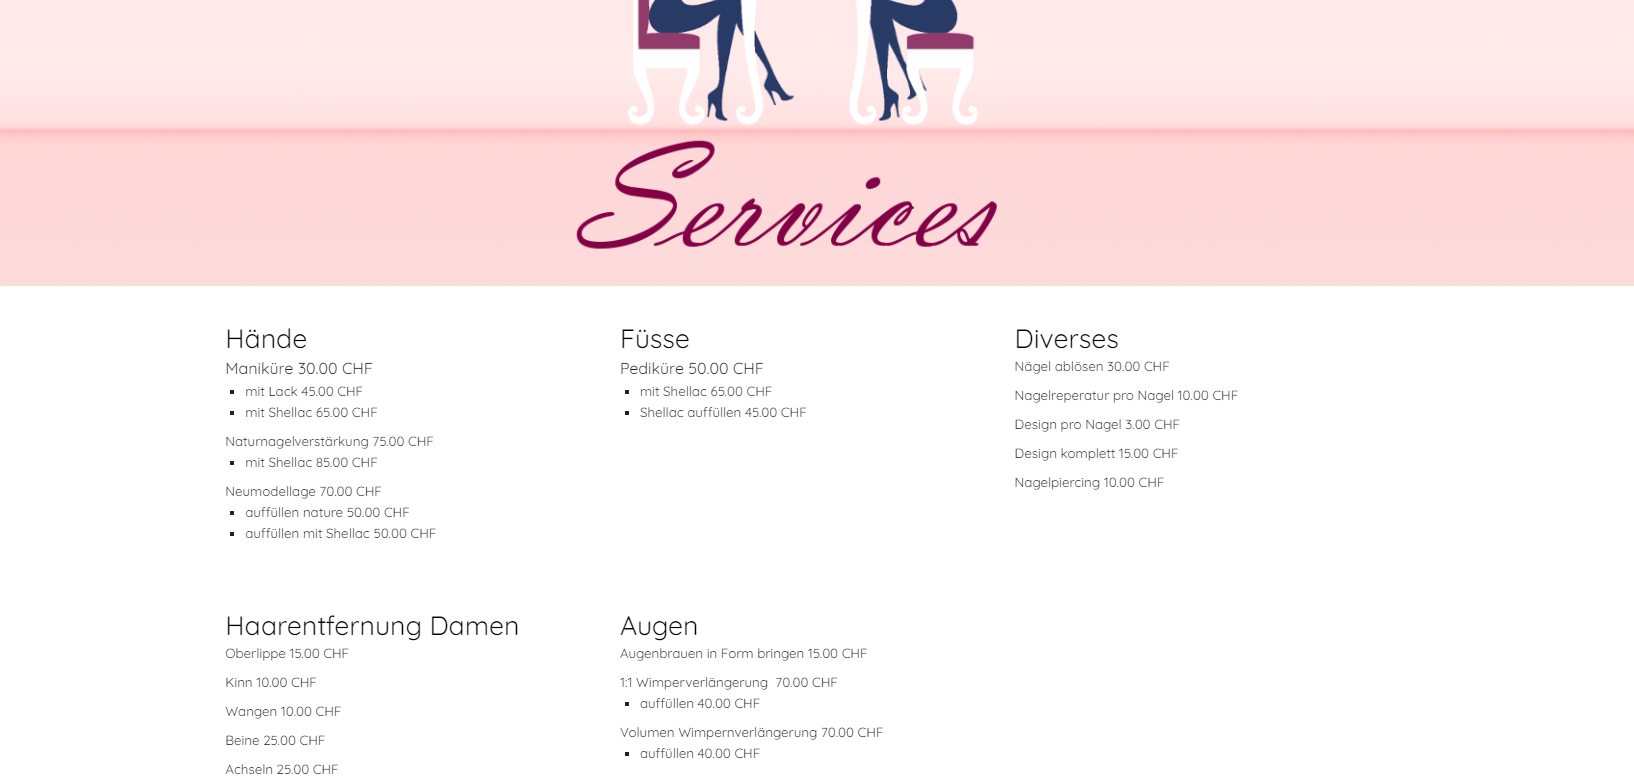 Services
Hände
Maniküre 30.00 CHF
mit Lack 45.00 CHF
mit Shellac 65.00 CHF
Naturnagelverstärkung 75.00 CHF
mit Shellac 85.00 CHF
Neumodellage 70.00 CHF
auffüllen nature 50.00 CHF
auffüllen mit Shellac 50.00 CHF
Füsse
Pediküre 50.00 CHF
mit Shellac 65.00 CHF
Shellac auffüllen 45.00 CHF
Diverses
Nägel ablösen 30.00 CHF
Nagelreperatur pro Nagel 10.00 CHF
Design pro Nagel 3.00 CHF
Design komplett 15.00 CHF
Nagelpiercing 10.00 CHF
Haarentfernung Damen
Oberlippe 15.00 CHF
Kinn 10.00 CHF
Wangen 10.00 CHF
Beine 25.00 CHF
Achseln 25.00 CHF
Augen
Augenbrauen in Form bringen 15.00 CHF
1:1 Wimperverlängerung 70.00 CHF
auffüllen 40.00 CHF
Volumen Wimpernverlängerung 70.00 CHF
auffüllen 40.00 CHF